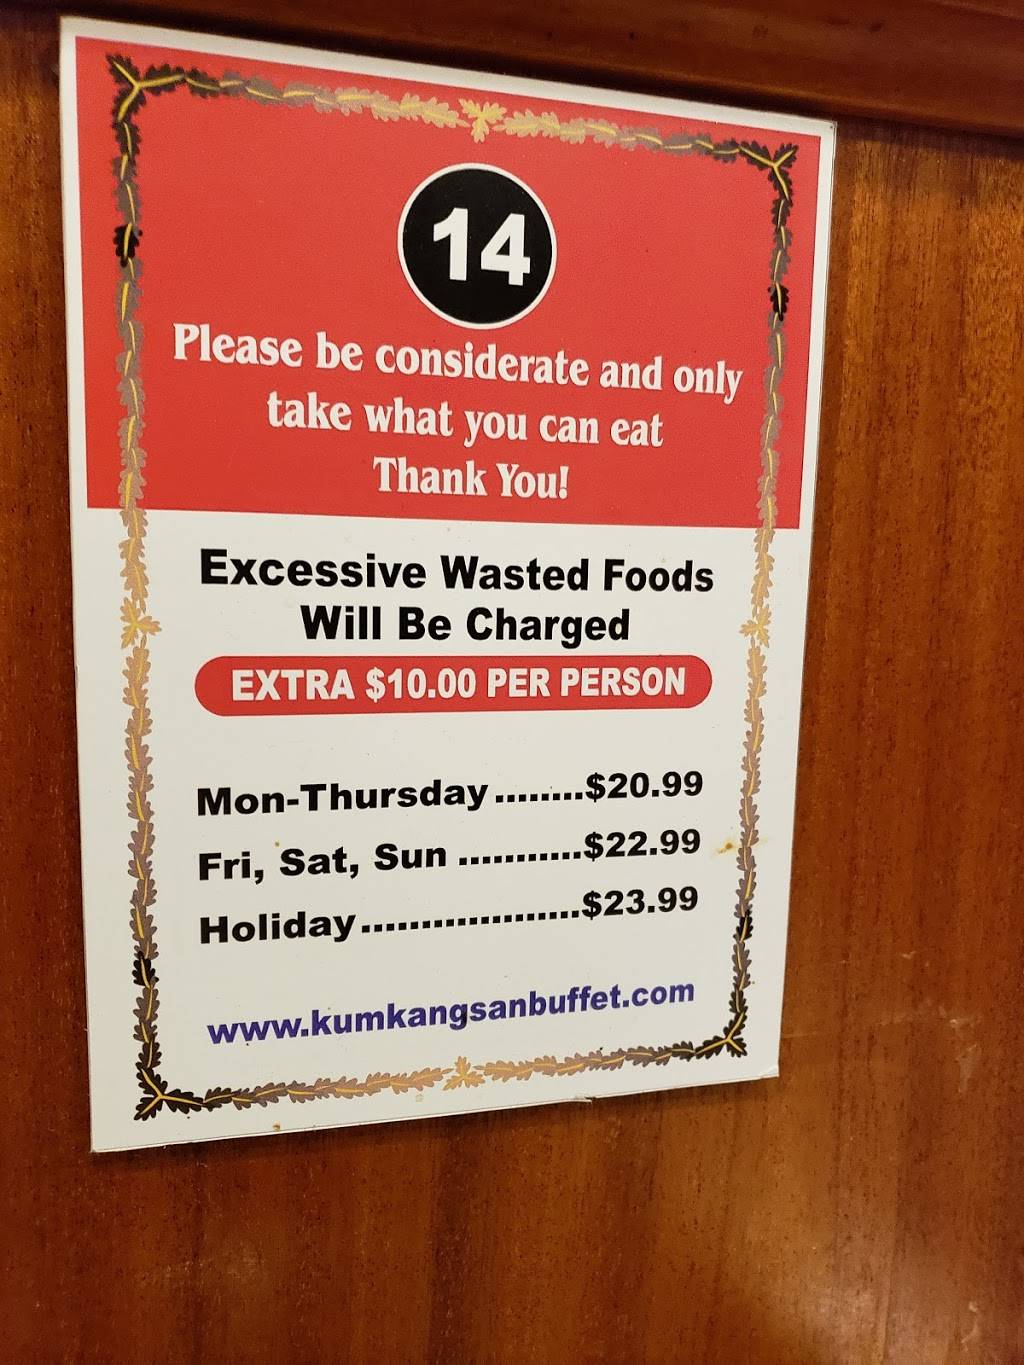 14
Please be considerate and only
take what you can eat
Thank You!
Excessive Wasted Foods
Will Be Charged
EXTRA $10.00 PER PERSON
Mon-Thursday........$20.99
Fri, Sat, Sun ...........$22.99
Holiday..................$23.99
www.kumkangsanbuffet.com